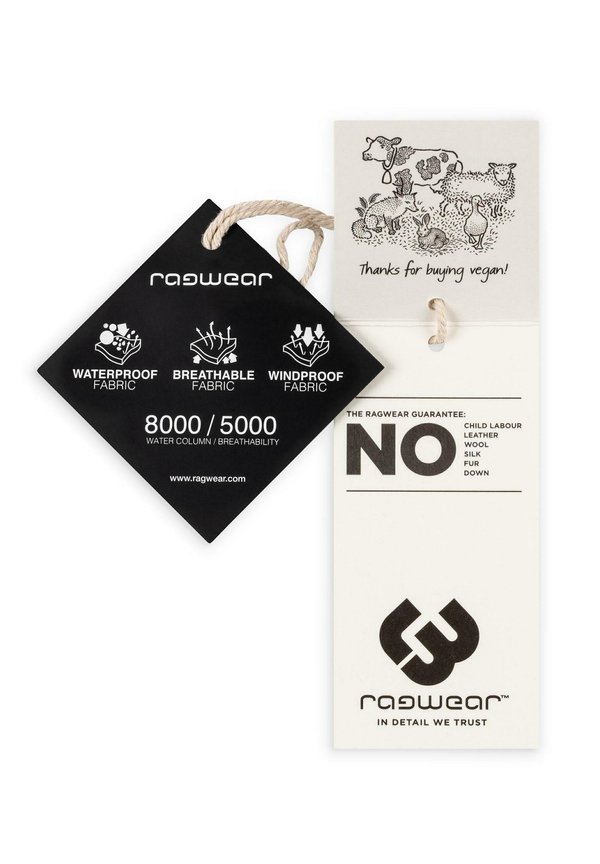 ragwear
WATERPROOF
FABRIC
BREATHABLE
FABRIC
WINDPROOF
FABRIC
8000 / 5000
WATER COLUMN / BREATHABILITY
www.ragwear.com
Thanks for buying vegan!
THE RAGWEAR GUARANTEE:
NO
CHILD LABOUR
LEATHER
WOOL
SILK
FUR
DOWN
ragwear™
IN DETAIL WE TRUST